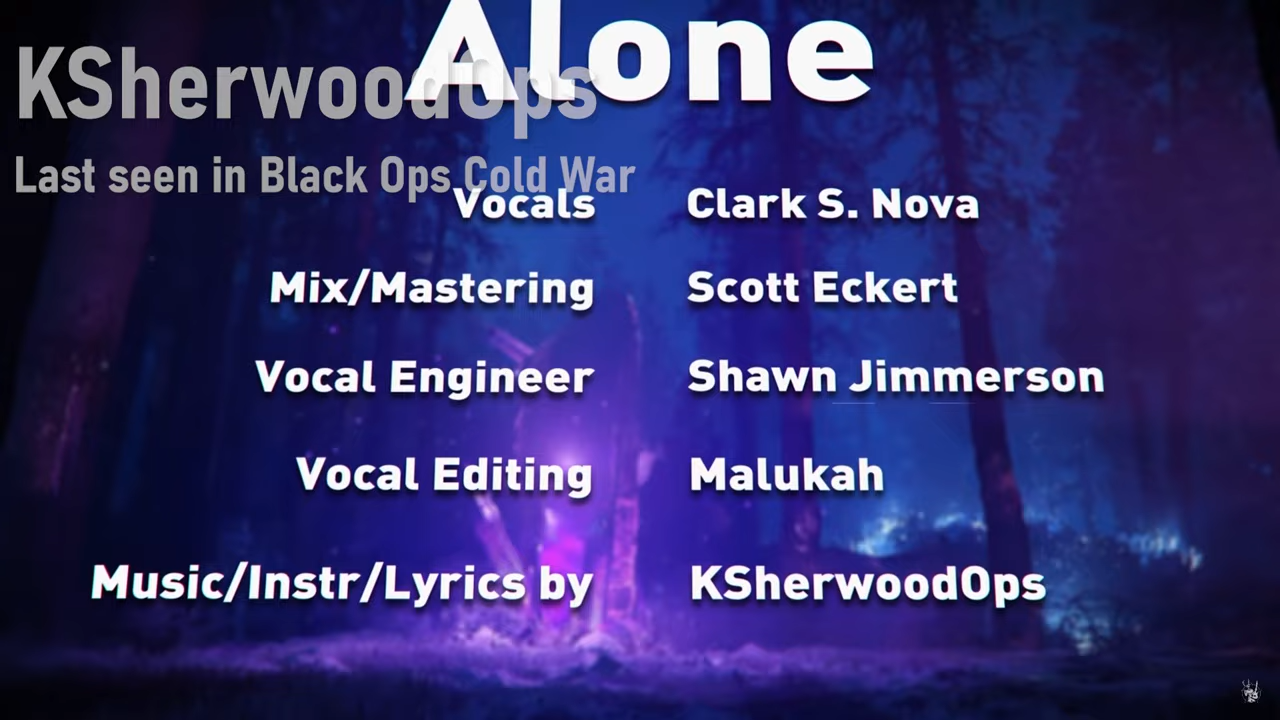 Alone
KSherwoodOps
Last seen in Black Ops Cold War
Vocals Clark S. Nova
Mix/Mastering Scott Eckert
Vocal Engineer Shawn Jimmerson
Vocal Editing Malukah
Music/Instr/Lyrics by KSherwoodOps